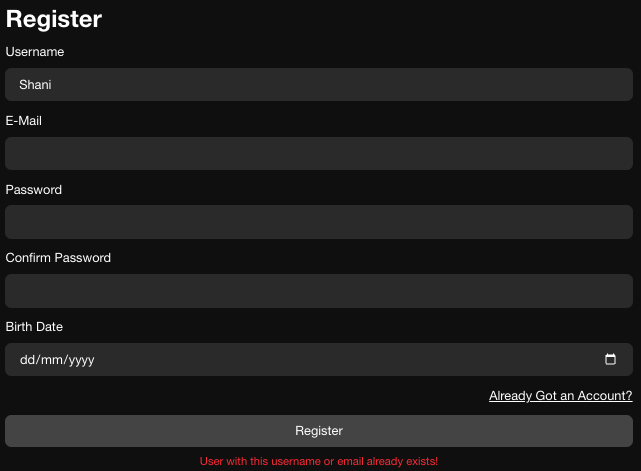 Register
Username
Shani
E-Mail
Password
Confirm Password
Birth Date
dd/mm/yyyy
Already Got an Account?
Register
User with this username or email already exists!